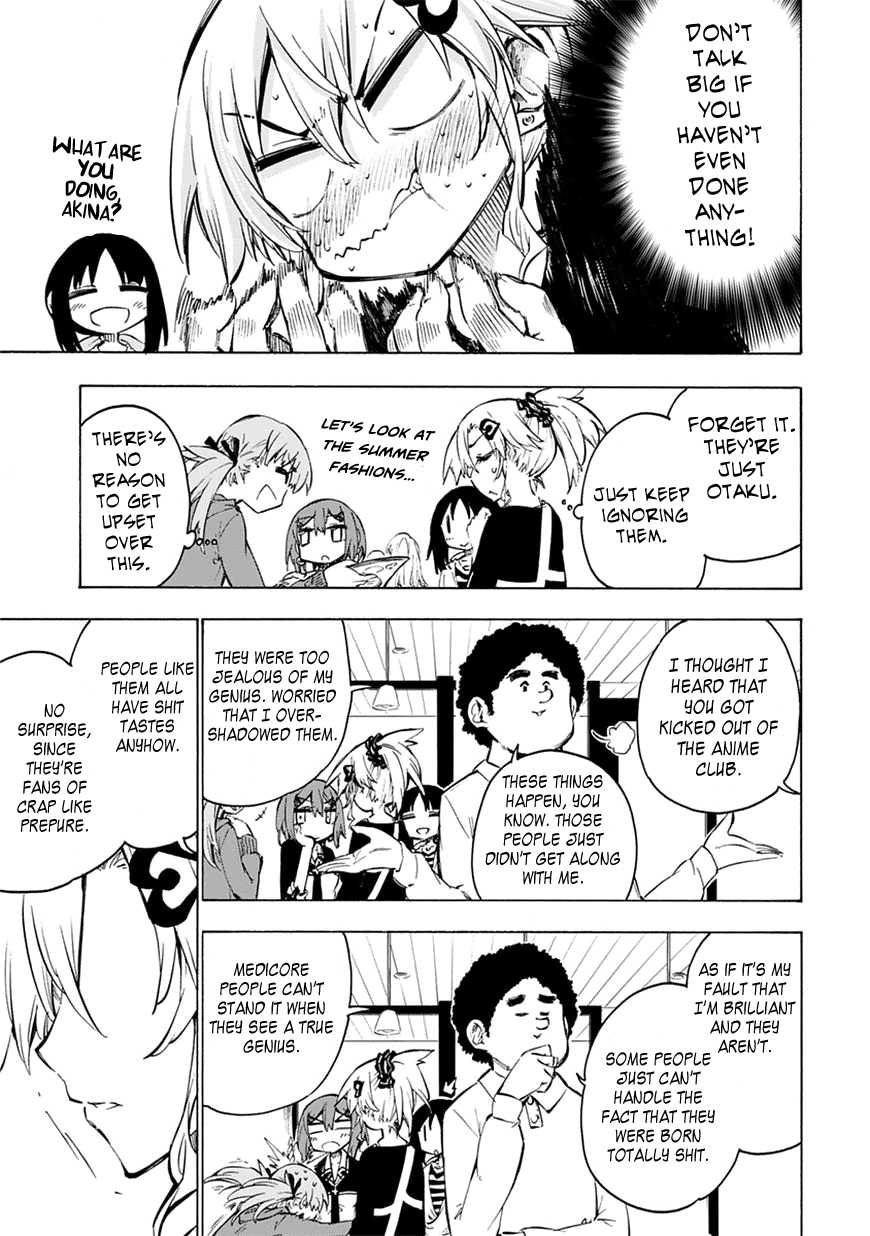 DON'T
TALK
BIG IF
YOU
HAVEN'T
EVEN
DONE
ANY-
THING!
WHAT ARE
YOU
DOING,
AKINA?
FORGET IT.
THEY'RE
JUST
OTAKU.
JUST KEEP
IGNORING
THEM.
LET'S LOOK AT
THE SUMMER
FASHIONS...
THERE'S
NO
REASON
TO GET
UPSET
OVER
THIS.
I THOUGHT I
HEARD THAT
YOU GOT
KICKED OUT OF
THE ANIME
CLUB.
THESE THINGS
HAPPEN, YOU
KNOW. THOSE
PEOPLE JUST
DIDN'T GET ALONG
WITH ME.
THEY WERE TOO
JEALOUS OF MY
GENIUS. WORRIED
THAT I OVER-
SHADOWED THEM.
AS IF IT'S MY
FAULT THAT
I'M BRILLIANT
AND THEY
AREN'T.
SOME PEOPLE
JUST CAN'T
HANDLE THE
FACT THAT THEY
WERE BORN
TOTALLY SHIT.
MEDICORE
PEOPLE CAN'T
STAND IT WHEN
THEY SEE A TRUE
GENIUS.
PEOPLE LIKE
THEM ALL
HAVE SHIT
TASTES
ANYHOW.
NO
SURPRISE,
SINCE
THEY'RE
FANS OF
CRAP LIKE
PREPURE.